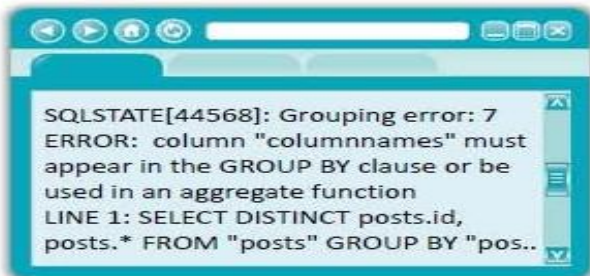 SQLSTATE[44568]: Grouping error: 7
ERROR:  column "columnnames" must
appear in the GROUP BY clause or be
used in an aggregate function
LINE 1: SELECT DISTINCT posts.id,
posts.* FROM "posts" GROUP BY "pos..